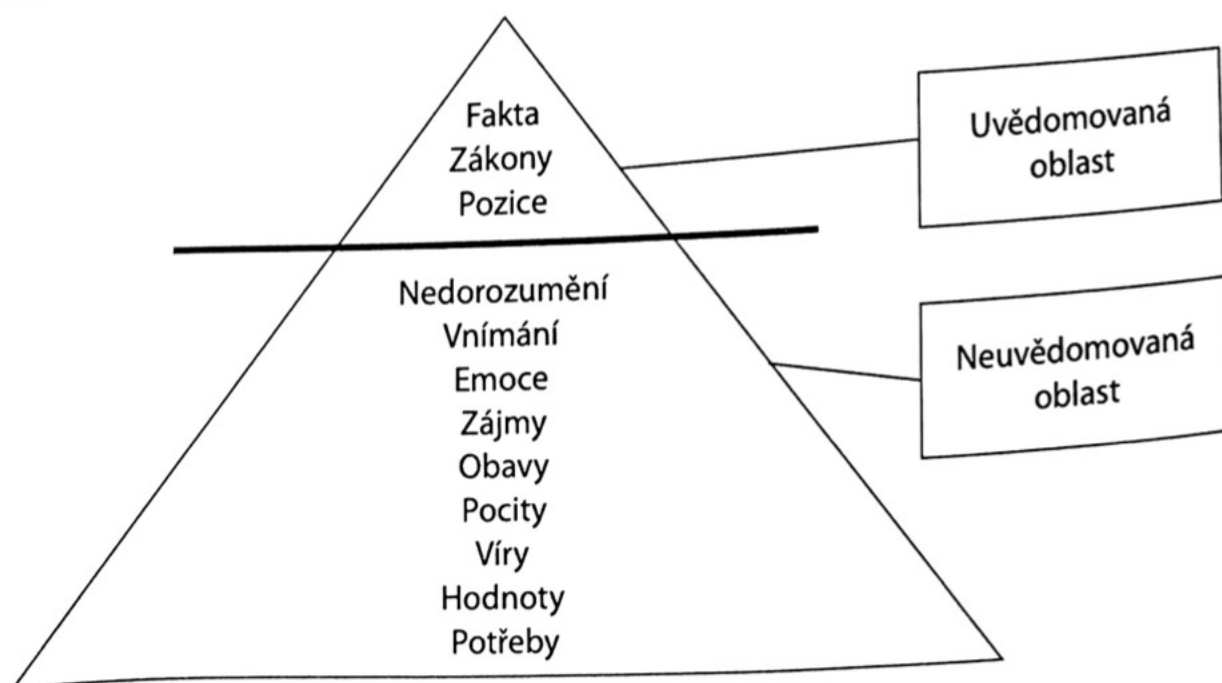 Fakta
Zákony
Pozice
Uvědomovaná
oblast
Nedorozumění
Vnímání
Emoce
Zájmy
Obavy
Pocity
Víry
Hodnoty
Potřeby
Neuvědomovaná
oblast